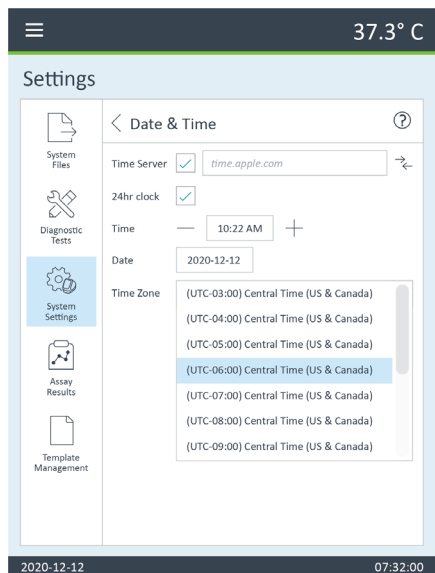 37.3° C
Settings
System
Files
Diagnostic
Tests
System
Settings
Assay
Results
Template
Management
Date & Time
?
Time Server
time.apple.com
24hr clock
Time
10:22 AM
Date
2020-12-12
Time Zone
(UTC-03:00) Central Time (US & Canada)
(UTC-04:00) Central Time (US & Canada)
(UTC-05:00) Central Time (US & Canada)
(UTC-06:00) Central Time (US & Canada)
(UTC-07:00) Central Time (US & Canada)
(UTC-08:00) Central Time (US & Canada)
(UTC-09:00) Central Time (US & Canada)
2020-12-12
07:32:00